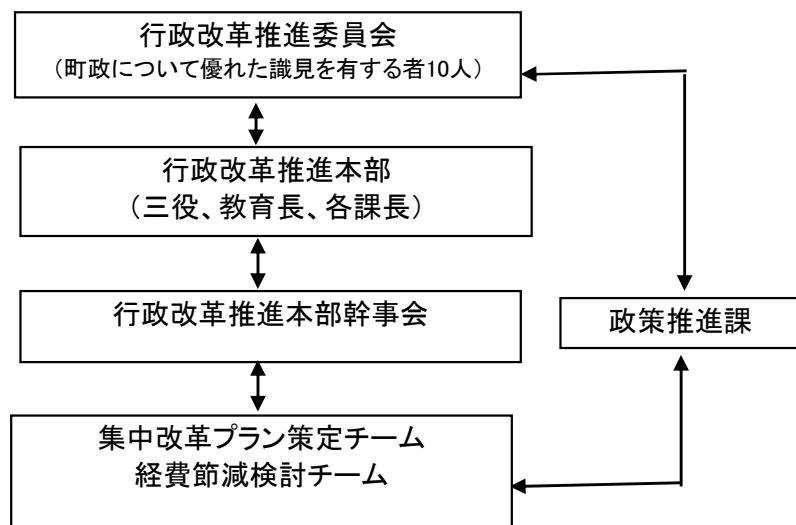 行政改革推進委員会
（町政について優れた識見を有する者10人）
行政改革推進本部
（三役、教育長、各課長）
行政改革推進本部幹事会
政策推進課
集中改革プラン策定チーム
経費節減検討チーム